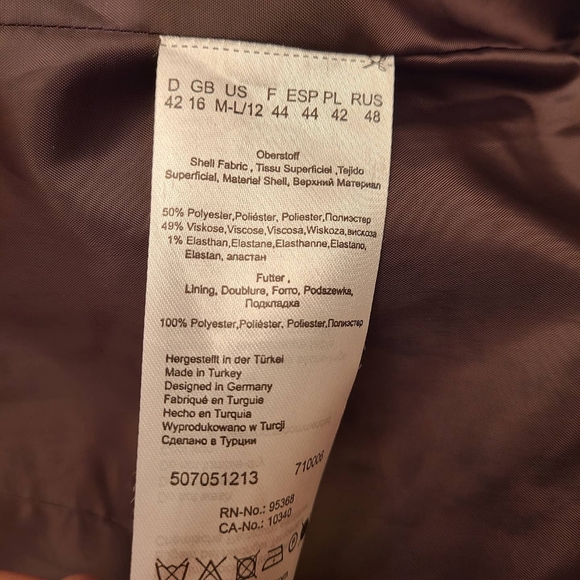 D GB US F ESP PL RUS
42 16 M-L/12 44 44 42 48
Oberstoff
Shell Fabric , Tissu Superficiel ,Tejido
Superficial, Material Shell, Верхний Материал
50% Polyester,Poliéster, Poliester,Полиэстер
49% Viskose,Viscose,Viscosa,Wiskoza,вискоза
1% Elasthan,Elastane,Elasthanne,Elastano,
Elastan, эластан
Futter ,
Lining, Doublure, Forro, Podszewka,
Подкладка
100% Polyester,Poliéster, Poliester,Полиэстер
Hergestellt in der Türkei
Made in Turkey
Designed in Germany
Fabriqué en Turguie
Hecho en Turquia
Wyprodukowano w Turcji
Сделано в Турции
507051213
710006
RN-No.: 95368
CA-No.: 10340